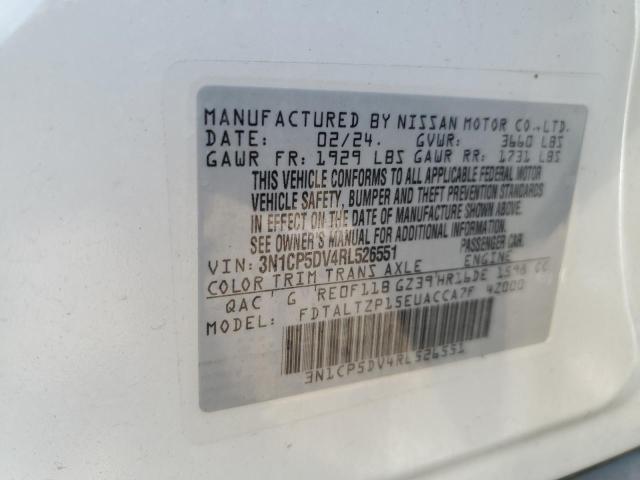 MANUFACTURED BY NISSAN MOTOR CO.,LTD.
DATE: 02/24. GVWR: 3660 LBS
GAWR FR: 1929 LBS GAWR RR: 1731 LBS
THIS VEHICLE CONFORMS TO ALL APPLICABLE FEDERAL MOTOR
VEHICLE SAFETY, BUMPER AND THEFT PREVENTION STANDARDS
IN EFFECT ON THE DATE OF MANUFACTURE SHOWN ABOVE.
SEE OWNER'S MANUAL FOR ADDITIONAL INFORMATION.
VIN: 3N1CP5DV4RL526551 PASSENGER CAR.
COLOR TRIM TRANS AXLE ENGINE
QAC G RE0F11B GZ39 HR16DE 1598 CC
MODEL: FDTALTZP15EUACCA7F 42000
3N1CP5DV4RL526551